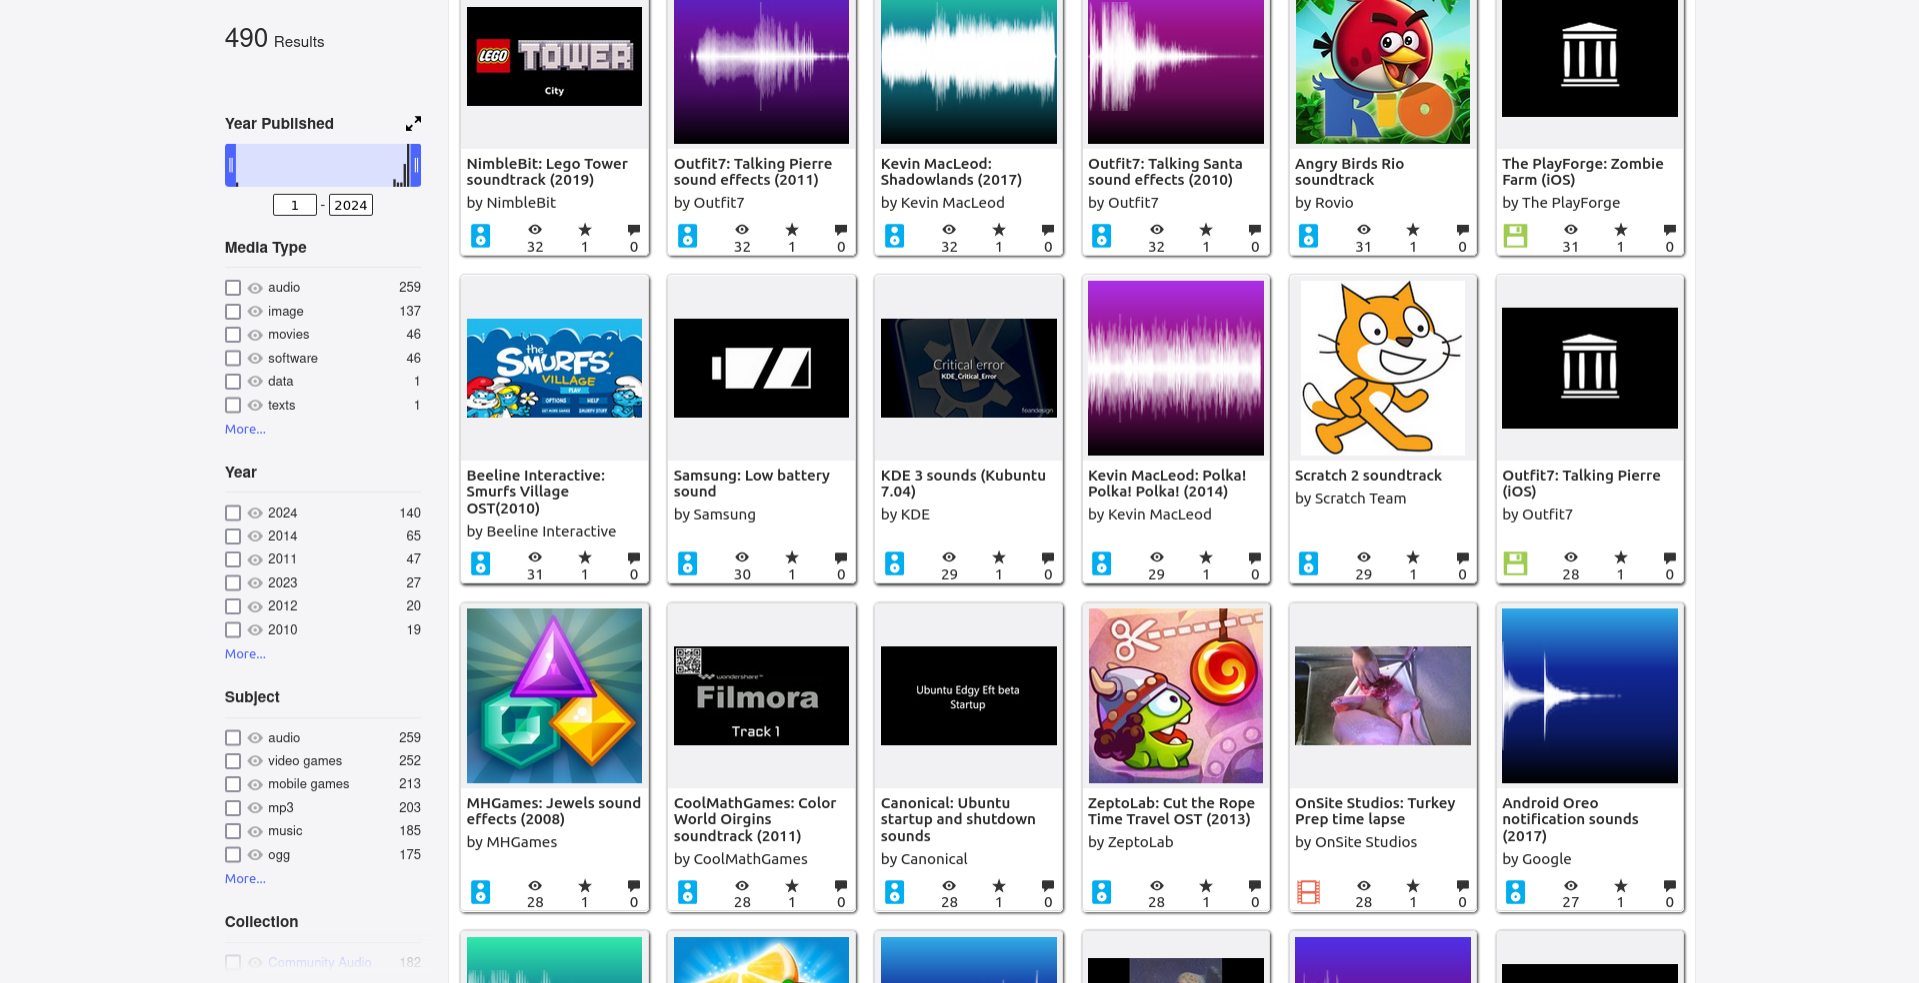 490 Results
Year Published
1 - 2024
Media Type
audio 259
image 137
movies 46
software 46
data 1
texts 1
More...
Year
2024 140
2014 65
2011 47
2023 27
2012 20
2010 19
More...
Subject
audio 259
video games 252
mobile games 213
mp3 203
music 185
ogg 175
More...
Collection
Community Audio 182
LEGO TOWER
City
NimbleBit: Lego Tower
soundtrack (2019)
by NimbleBit
32 1 0
Outfit7: Talking Pierre
sound effects (2011)
by Outfit7
32 1 0
Kevin MacLeod:
Shadowlands (2017)
by Kevin MacLeod
32 1 0
Outfit7: Talking Santa
sound effects (2010)
by Outfit7
32 1 0
RIO
Angry Birds Rio
soundtrack
by Rovio
31 1 0
The PlayForge: Zombie
Farm (iOS)
by The PlayForge
31 1 0
the
SMURFS'
VILLAGE
PLAY
OPTIONS HELP
GET MORE GAMES SMURFY STUFF
Beeline Interactive:
Smurfs Village
OST(2010)
by Beeline Interactive
31 1 0
Samsung: Low battery
sound
by Samsung
30 1 0
Critical error
KDE_Critical_Error
feandesign
KDE 3 sounds (Kubuntu
7.04)
by KDE
29 1 0
Kevin MacLeod: Polka!
Polka! Polka! (2014)
by Kevin MacLeod
29 1 0
Scratch 2 soundtrack
by Scratch Team
29 1 0
Outfit7: Talking Pierre
(iOS)
by Outfit7
28 1 0
MHGames: Jewels sound
effects (2008)
by MHGames
28 1 0
wondershare™
Filmora
Track 1
CoolMathGames: Color
World Oirgins
soundtrack (2011)
by CoolMathGames
28 1 0
Ubuntu Edgy Eft beta
Startup
Canonical: Ubuntu
startup and shutdown
sounds
by Canonical
28 1 0
ZeptoLab: Cut the Rope
Time Travel OST (2013)
by ZeptoLab
28 1 0
OnSite Studios: Turkey
Prep time lapse
by OnSite Studios
28 1 0
Android Oreo
notification sounds
(2017)
by Google
27 1 0